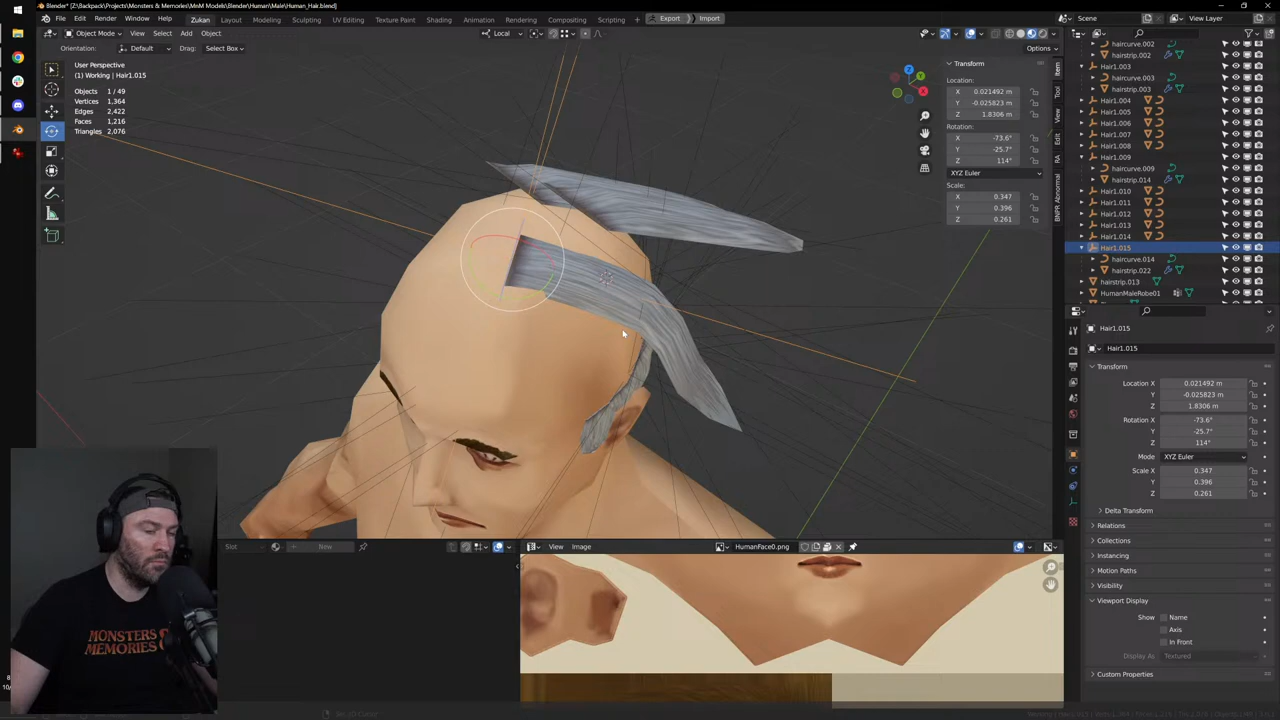 Blender* [Z:\Backpack\Projects\Monsters & Memories\MnM Models\Blender\Human\Male\Human_Hair.blend]
File Edit Render Window Help Zukan Layout Modeling Sculpting UV Editing Texture Paint Shading Animation Rendering Compositing Scripting Export Import Scene View Layer
Object Mode View Select Add Object Local
Orientation: Default Drag: Select Box Options
User Perspective
(1) Working | Hair1.015
Objects 1 / 49
Vertices 1,364
Edges 2,422
Faces 1,216
Triangles 2,076
Z
Y
X
Transform
Location:
X 0.021492 m
Y -0.025823 m
Z 1.8306 m
Rotation:
X -73.6°
Y -25.7°
Z 114°
XYZ Euler
Scale:
X 0.347
Y 0.396
Z 0.261
Item
Tool
View
Edit
RA
BNPR Abnormal
haircurve.002
hairstrip.002
Hair1.003
haircurve.003
hairstrip.003
Hair1.004
Hair1.005
Hair1.006
Hair1.007
Hair1.008
Hair1.009
haircurve.009
hairstrip.014
Hair1.010
Hair1.011
Hair1.012
Hair1.013
Hair1.014
Hair1.015
haircurve.014
hairstrip.022
hairstrip.013
HumanMaleRobe01
Hair1.015
Hair1.015
Transform
Location X 0.021492 m
Y -0.025823 m
Z 1.8306 m
Rotation X -73.6°
Y -25.7°
Z 114°
Mode XYZ Euler
Scale X 0.347
Y 0.396
Z 0.261
Delta Transform
Relations
Collections
Instancing
Motion Paths
Visibility
Viewport Display
Show Name
Axis
In Front
Display As Textured
Custom Properties
Slot New
View Image HumanFace0.png
MONSTERS
MEMORIES